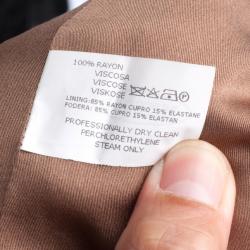 100% RAYON
VISCOSA
VISCOSE
VISKOSE
LINING:85% RAYON CUPRO 15% ELASTANE
FODERA: 85% CUPRO 15% ELASTAN
PROFESSIONALLY DRY CLEAN
PERCHLORETHYLENE
STEAM ONLY